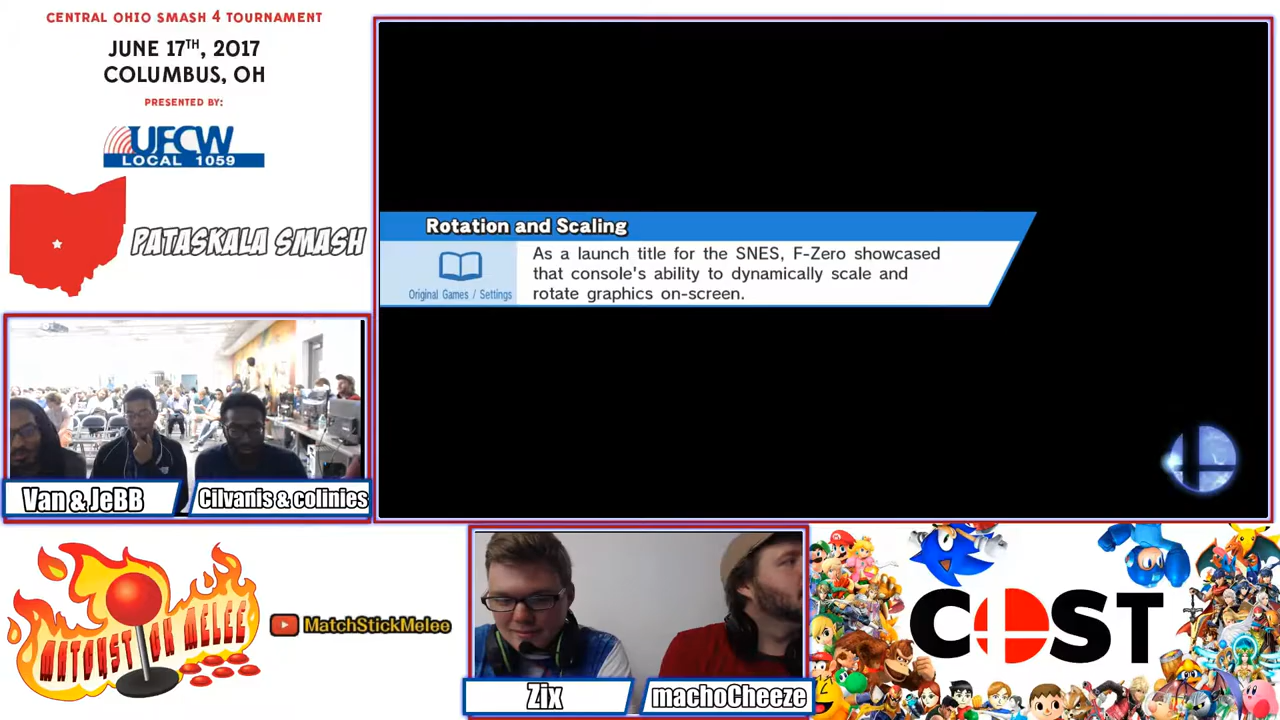 CENTRAL OHIO SMASH 4 TOURNAMENT
JUNE 17TH, 2017
COLUMBUS, OH
PRESENTED BY:
UFCW
LOCAL 1059
PATASKALA SMASH
Rotation and Scaling
Original Games / Settings
As a launch title for the SNES, F-Zero showcased
that console's ability to dynamically scale and
rotate graphics on-screen.
Van & JeBB
Cilvanis & colinies
MATCHSTICK MELEE
MatchStickMelee
Zix
machoCheeze
COST